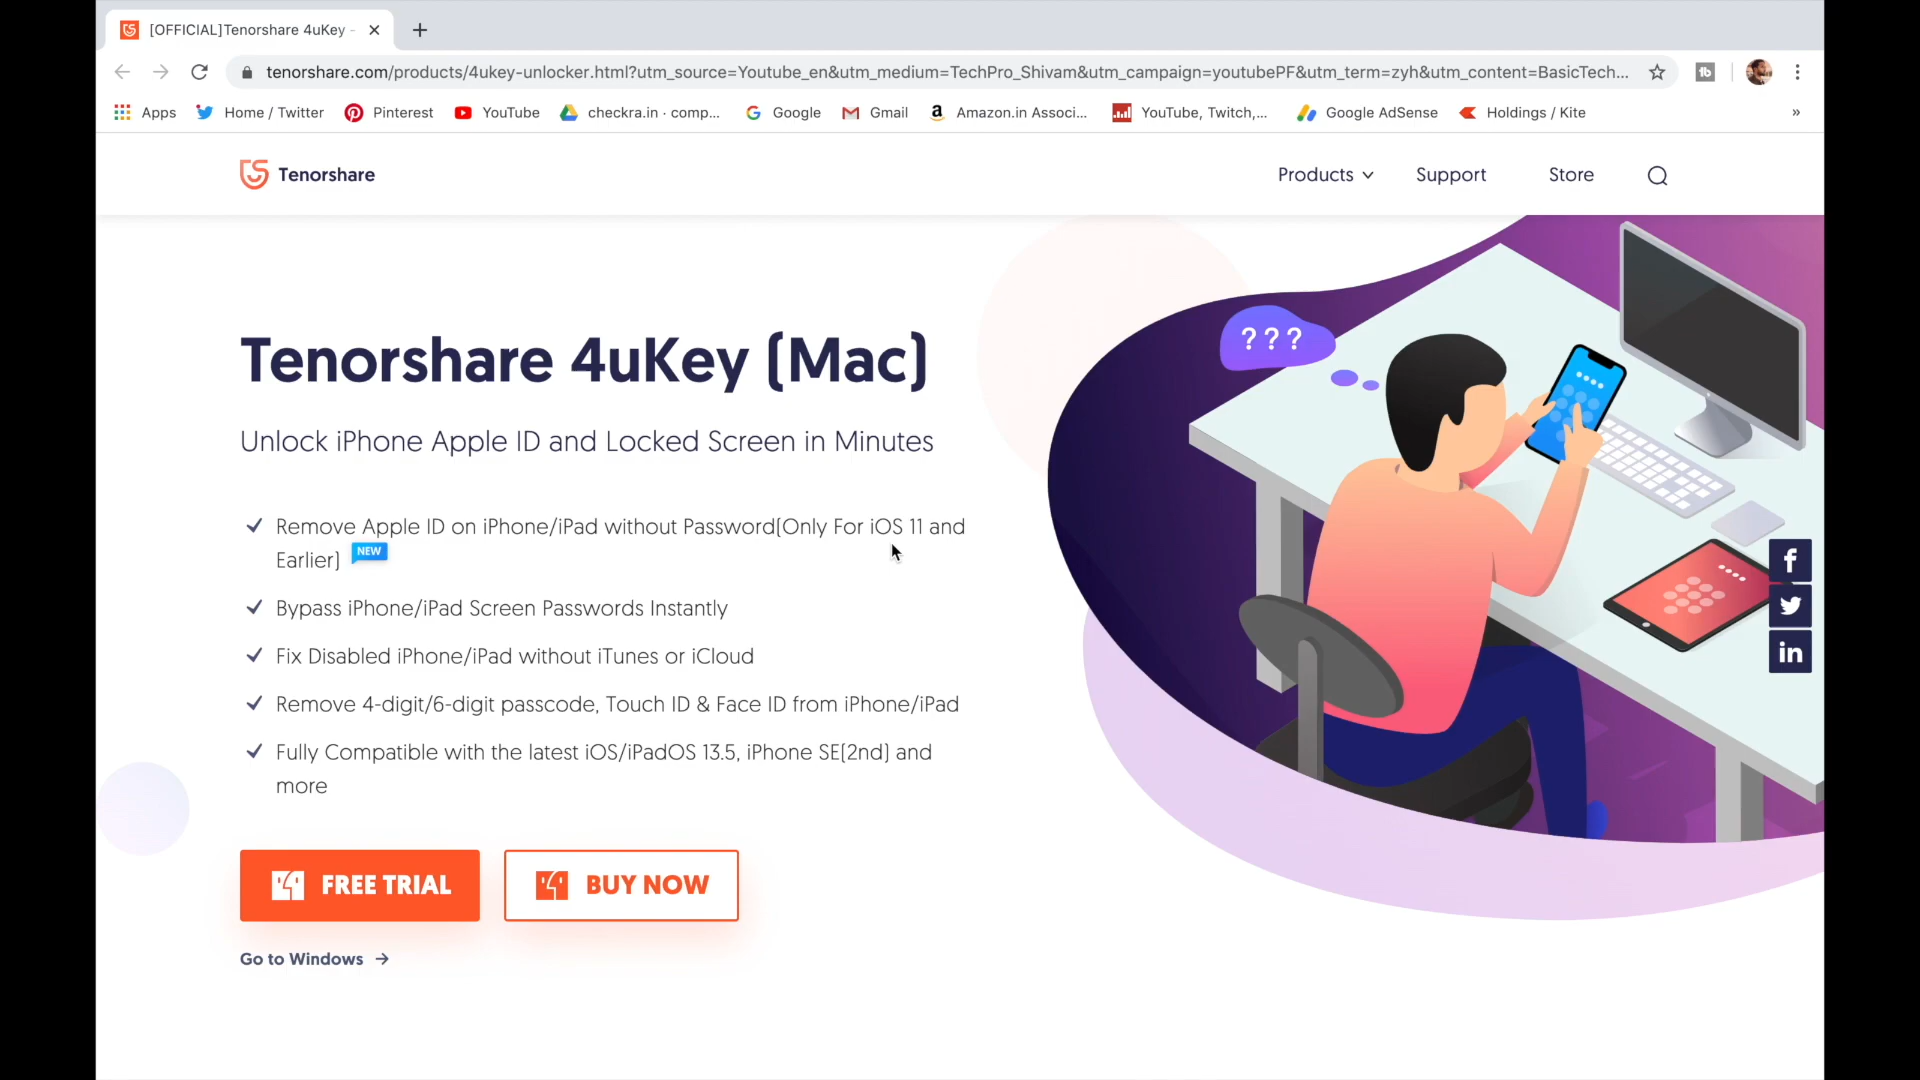 [OFFICIAL]Tenorshare 4uKey -
tenorshare.com/products/4ukey-unlocker.html?utm_source=Youtube_en&utm_medium=TechPro_Shivam&utm_campaign=youtubePF&utm_term=zyh&utm_content=BasicTech...
Apps Home / Twitter Pinterest YouTube checkra.in · comp... Google Gmail Amazon.in Associ... YouTube, Twitch,... Google AdSense Holdings / Kite »
Tenorshare Products Support Store
???
Tenorshare 4uKey (Mac)
Unlock iPhone Apple ID and Locked Screen in Minutes
Remove Apple ID on iPhone/iPad without Password(Only For iOS 11 and
Earlier) NEW
Bypass iPhone/iPad Screen Passwords Instantly
Fix Disabled iPhone/iPad without iTunes or iCloud
Remove 4-digit/6-digit passcode, Touch ID & Face ID from iPhone/iPad
Fully Compatible with the latest iOS/iPadOS 13.5, iPhone SE(2nd) and
more
FREE TRIAL BUY NOW
Go to Windows →